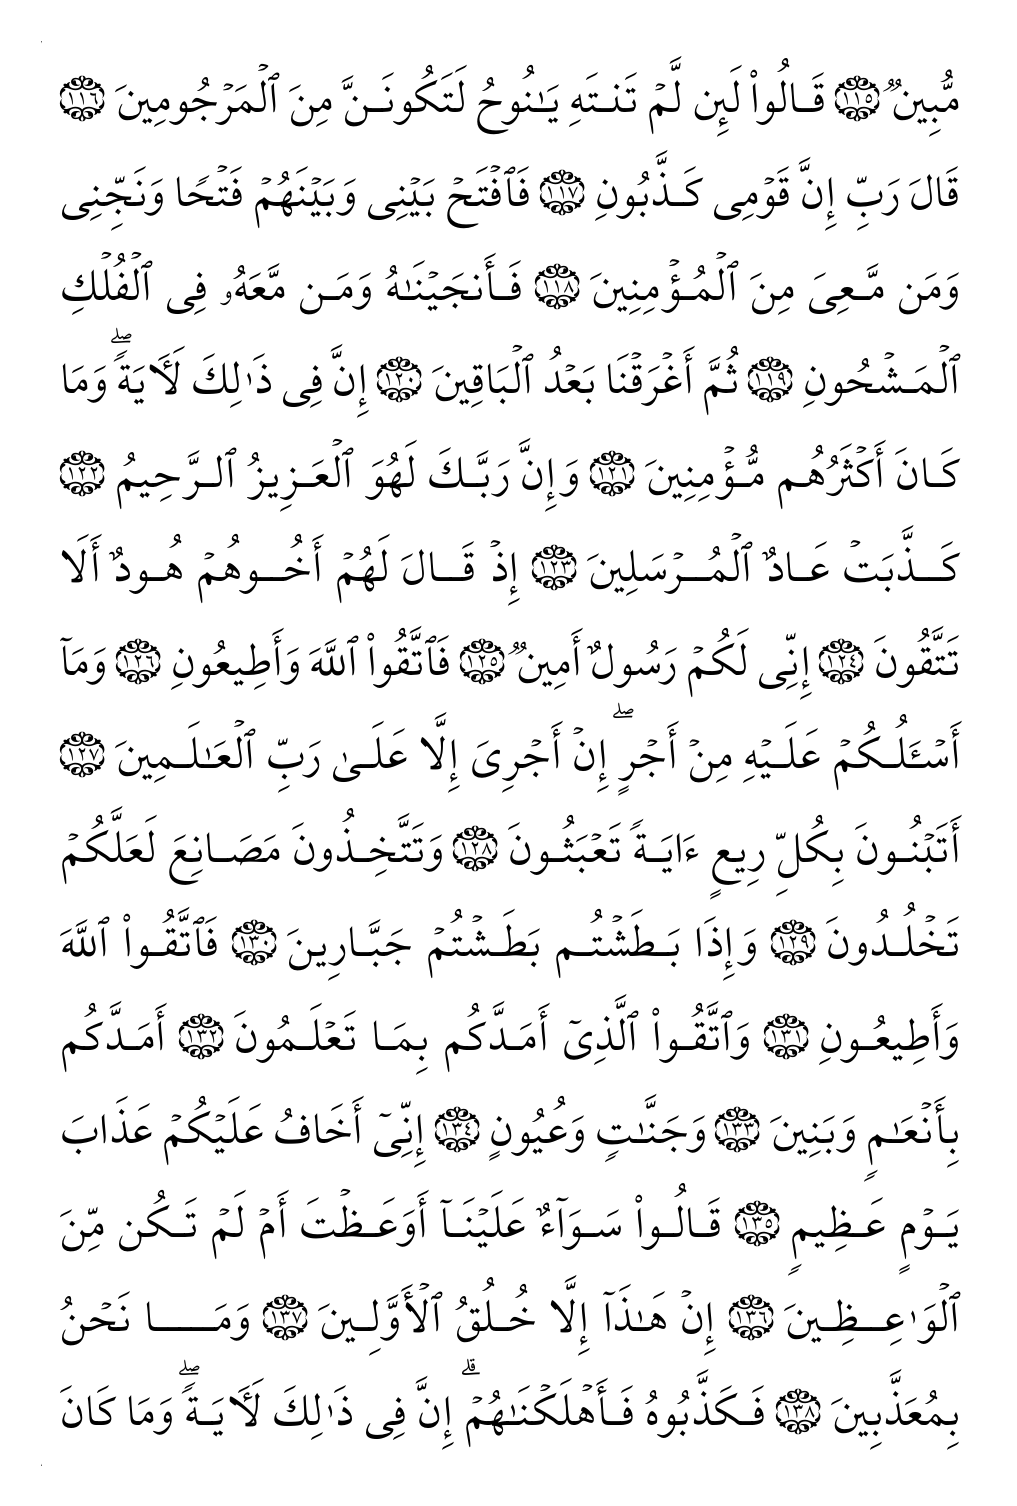 مُّبِينٌ ١١٥ قَالُواْ لَئِن لَّمۡ تَنتَهِ يَٰنُوحُ لَتَكُونَنَّ مِنَ ٱلۡمَرۡجُومِينَ ١١٦
قَالَ رَبِّ إِنَّ قَوۡمِي كَذَّبُونِ ١١٧ فَٱفۡتَحۡ بَيۡنِي وَبَيۡنَهُمۡ فَتۡحٗا وَنَجِّنِي
وَمَن مَّعِيَ مِنَ ٱلۡمُؤۡمِنِينَ ١١٨ فَأَنجَيۡنَٰهُ وَمَن مَّعَهُۥ فِي ٱلۡفُلۡكِ
ٱلۡمَشۡحُونِ ١١٩ ثُمَّ أَغۡرَقۡنَا بَعۡدُ ٱلۡبَاقِينَ ١٢٠ إِنَّ فِي ذَٰلِكَ لَأٓيَةٗۖ وَمَا
كَانَ أَكۡثَرُهُم مُّؤۡمِنِينَ ١٢١ وَإِنَّ رَبَّكَ لَهُوَ ٱلۡعَزِيزُ ٱلرَّحِيمُ ١٢٢
كَذَّبَتۡ عَادٌ ٱلۡمُرۡسَلِينَ ١٢٣ إِذۡ قَالَ لَهُمۡ أَخُوهُمۡ هُودٌ أَلَا
تَتَّقُونَ ١٢٤ إِنِّي لَكُمۡ رَسُولٌ أَمِينٞ ١٢٥ فَٱتَّقُواْ ٱللَّهَ وَأَطِيعُونِ ١٢٦ وَمَآ
أَسۡـَٔلُكُمۡ عَلَيۡهِ مِنۡ أَجۡرٍۖ إِنۡ أَجۡرِيَ إِلَّا عَلَىٰ رَبِّ ٱلۡعَٰلَمِينَ ١٢٧
أَتَبۡنُونَ بِكُلِّ رِيعٍ ءَايَةٗ تَعۡبَثُونَ ١٢٨ وَتَتَّخِذُونَ مَصَانِعَ لَعَلَّكُمۡ
تَخۡلُدُونَ ١٢٩ وَإِذَا بَطَشۡتُم بَطَشۡتُمۡ جَبَّارِينَ ١٣٠ فَٱتَّقُواْ ٱللَّهَ
وَأَطِيعُونِ ١٣١ وَٱتَّقُواْ ٱلَّذِيٓ أَمَدَّكُم بِمَا تَعۡلَمُونَ ١٣٢ أَمَدَّكُم
بِأَنۡعَٰمٖ وَبَنِينَ ١٣٣ وَجَنَّٰتٖ وَعُيُونٍ ١٣٤ إِنِّيٓ أَخَافُ عَلَيۡكُمۡ عَذَابَ
يَوۡمٍ عَظِيمٖ ١٣٥ قَالُواْ سَوَآءٌ عَلَيۡنَآ أَوَعَظۡتَ أَمۡ لَمۡ تَكُن مِّنَ
ٱلۡوَٰعِظِينَ ١٣٦ إِنۡ هَٰذَآ إِلَّا خُلُقُ ٱلۡأَوَّلِينَ ١٣٧ وَمَا نَحۡنُ
بِمُعَذَّبِينَ ١٣٨ فَكَذَّبُوهُ فَأَهۡلَكۡنَٰهُمۡۚ إِنَّ فِي ذَٰلِكَ لَأٓيَةٗۖ وَمَا كَانَ